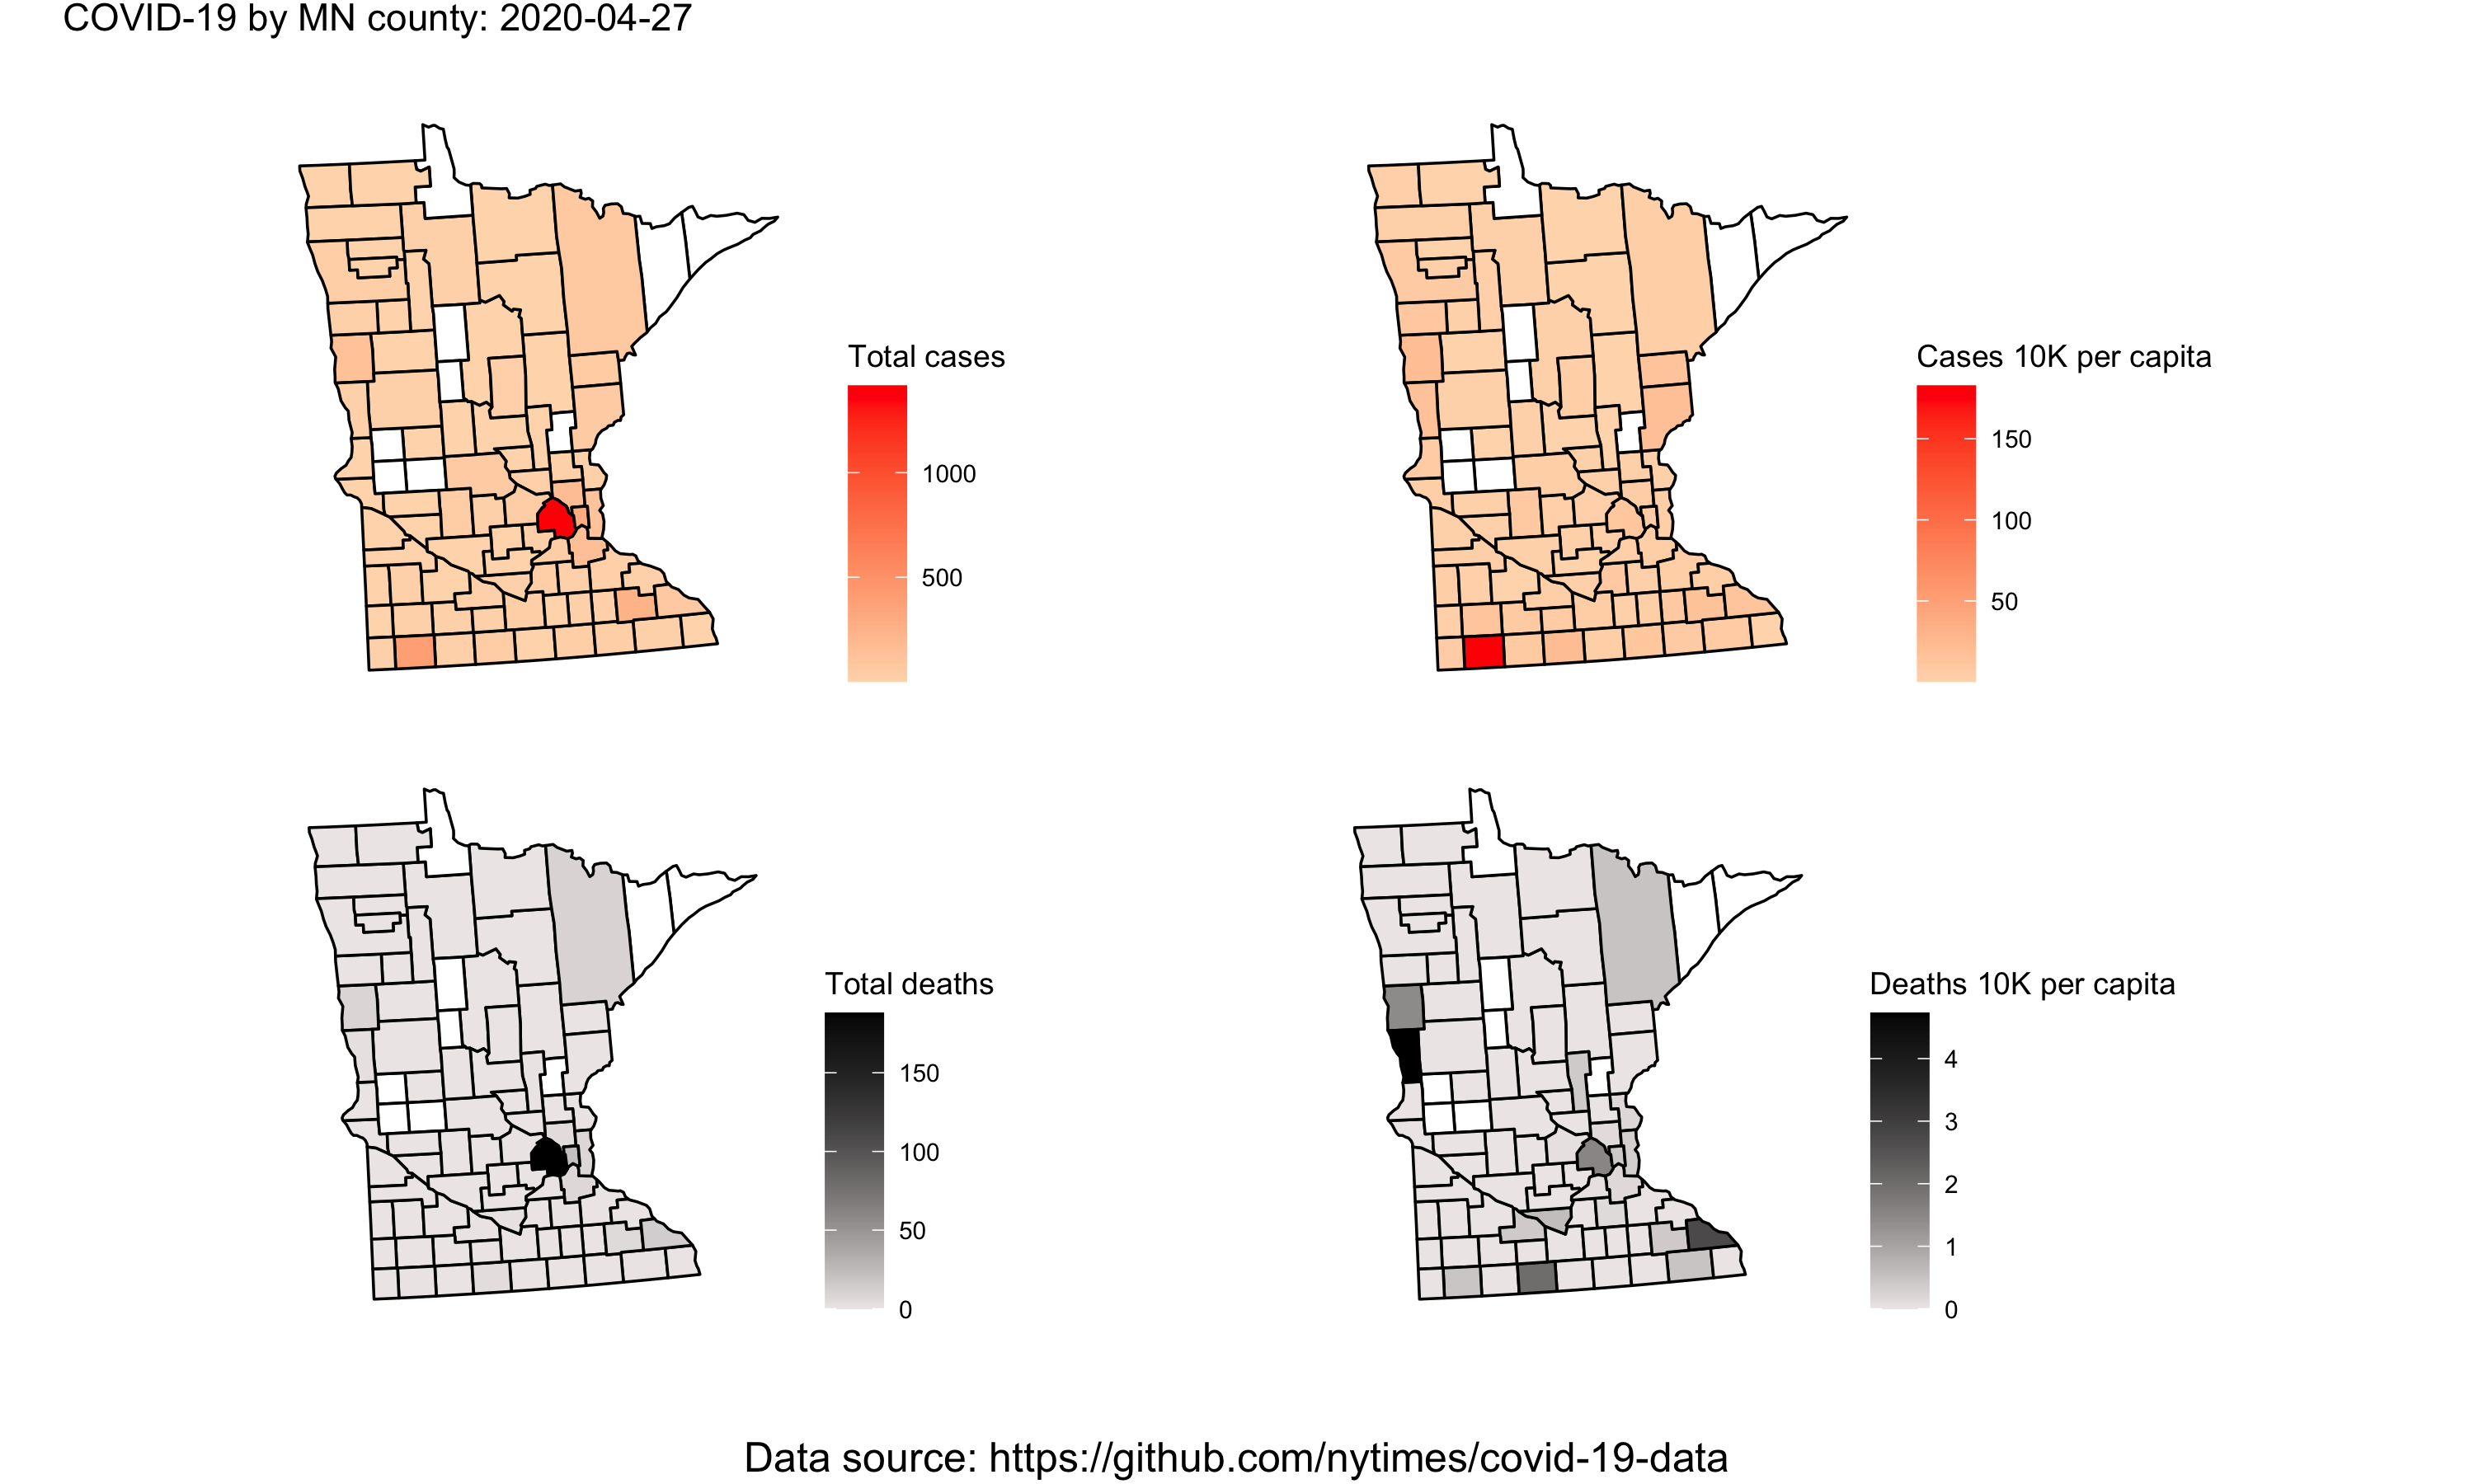 COVID-19 by MN county: 2020-04-27
Total cases
1000
500
Cases 10K per capita
150
100
50
Total deaths
150
100
50
0
Deaths 10K per capita
4
3
2
1
0
Data source: https://github.com/nytimes/covid-19-data